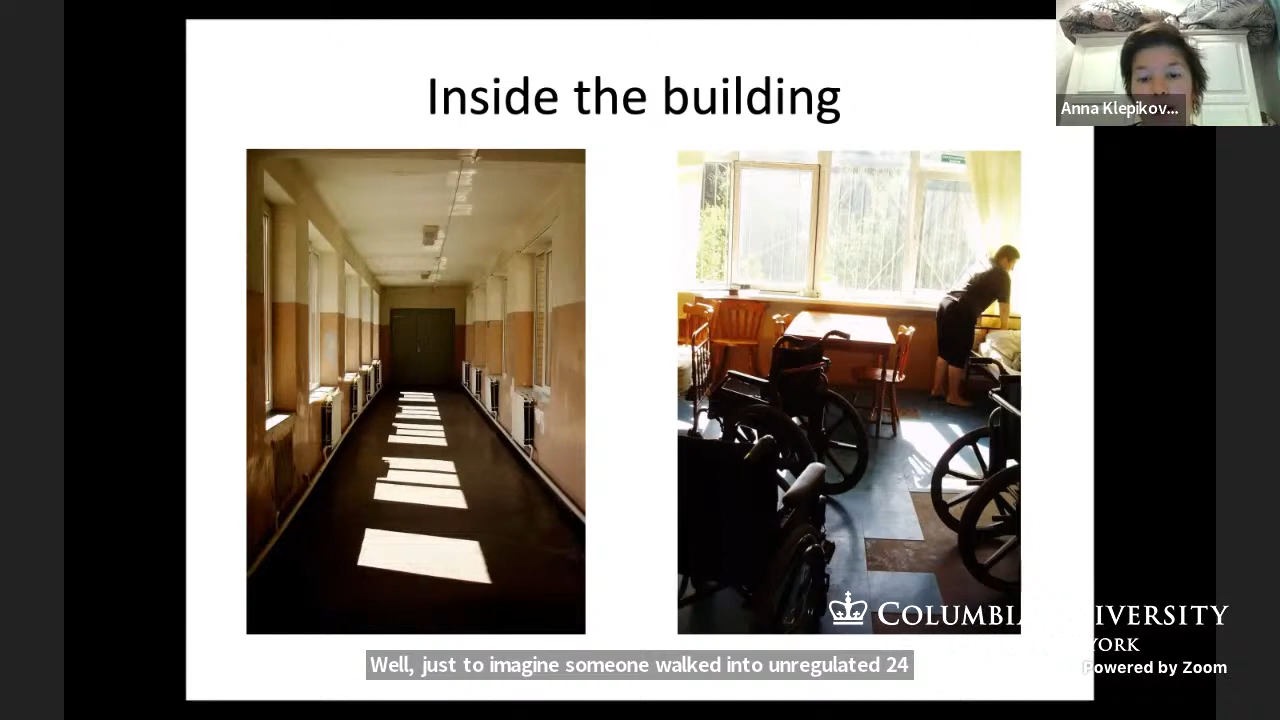 Inside the building
Anna Klepikov...
COLUMBIA UNIVERSITY
YORK
Powered by Zoom
Well, just to imagine someone walked into unregulated 24